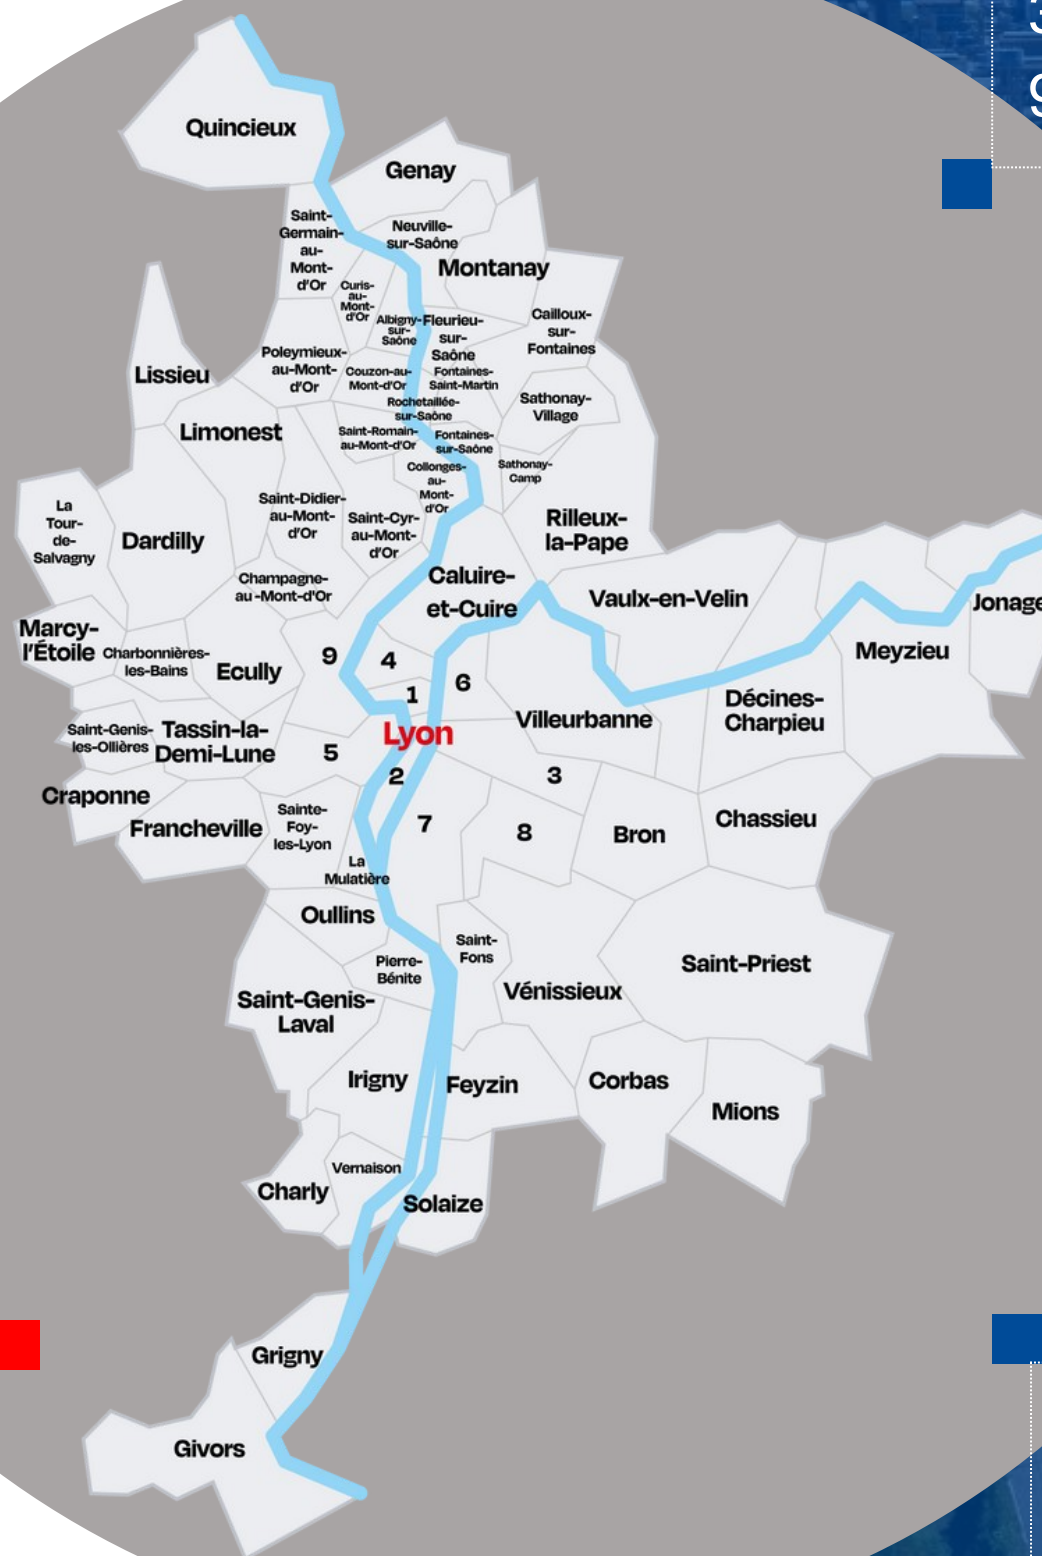 3
9
Quincieux
Genay
Saint-
Germain-
au-
Mont-
d'Or
Neuville-
sur-Saône
Montanay
Curis-
au-
Mont-
d'Or
Albigny-
sur-
Saône
Fleurieu-
sur-
Saône
Cailloux-
sur-
Fontaines
Lissieu
Poleymieux-
au-Mont-
d'Or
Couzon-au-
Mont-d'Or
Fontaines-
Saint-Martin
Rochetaillée-
sur-Saône
Sathonay-
Village
Limonest
Saint-Romain-
au-Mont-d'Or
Fontaines-
sur-Saône
Collonges-
au-
Mont-
d'Or
Sathonay-
Camp
La
Tour-
de-
Salvagny
Dardilly
Saint-Didier-
au-Mont-
d'Or
Saint-Cyr-
au-Mont-
d'Or
Rilleux-
la-Pape
Champagne-
au -Mont-d'Or
Caluire-
et-Cuire
Vaulx-en-Velin
Jonage
Marcy-
l'Étoile
Charbonnières-
les-Bains
Ecully
9
4
1
6
Meyzieu
Décines-
Charpieu
Villeurbanne
Saint-Genis-
les-Ollières
Tassin-la-
Demi-Lune
5
Lyon
2
3
Craponne
Francheville
Sainte-
Foy-
les-Lyon
7
8
Bron
Chassieu
La
Mulatière
Oullins
Pierre-
Bénite
Saint-
Fons
Vénissieux
Saint-Priest
Saint-Genis-
Laval
Irigny
Feyzin
Corbas
Mions
Vernaison
Charly
Solaize
Grigny
Givors